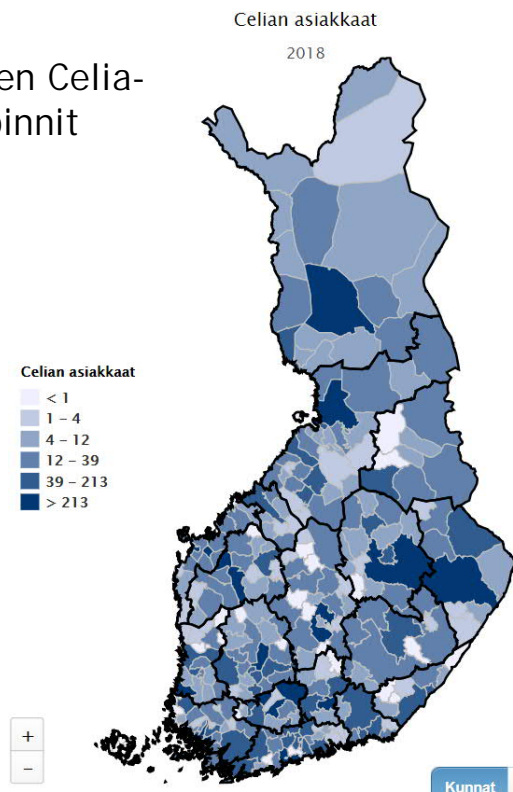 Celian asiakkaat
2018
en Celia-
innit
Celian asiakkaat
< 1
1 – 4
4 – 12
12 – 39
39 – 213
> 213
+
−
Kunnat